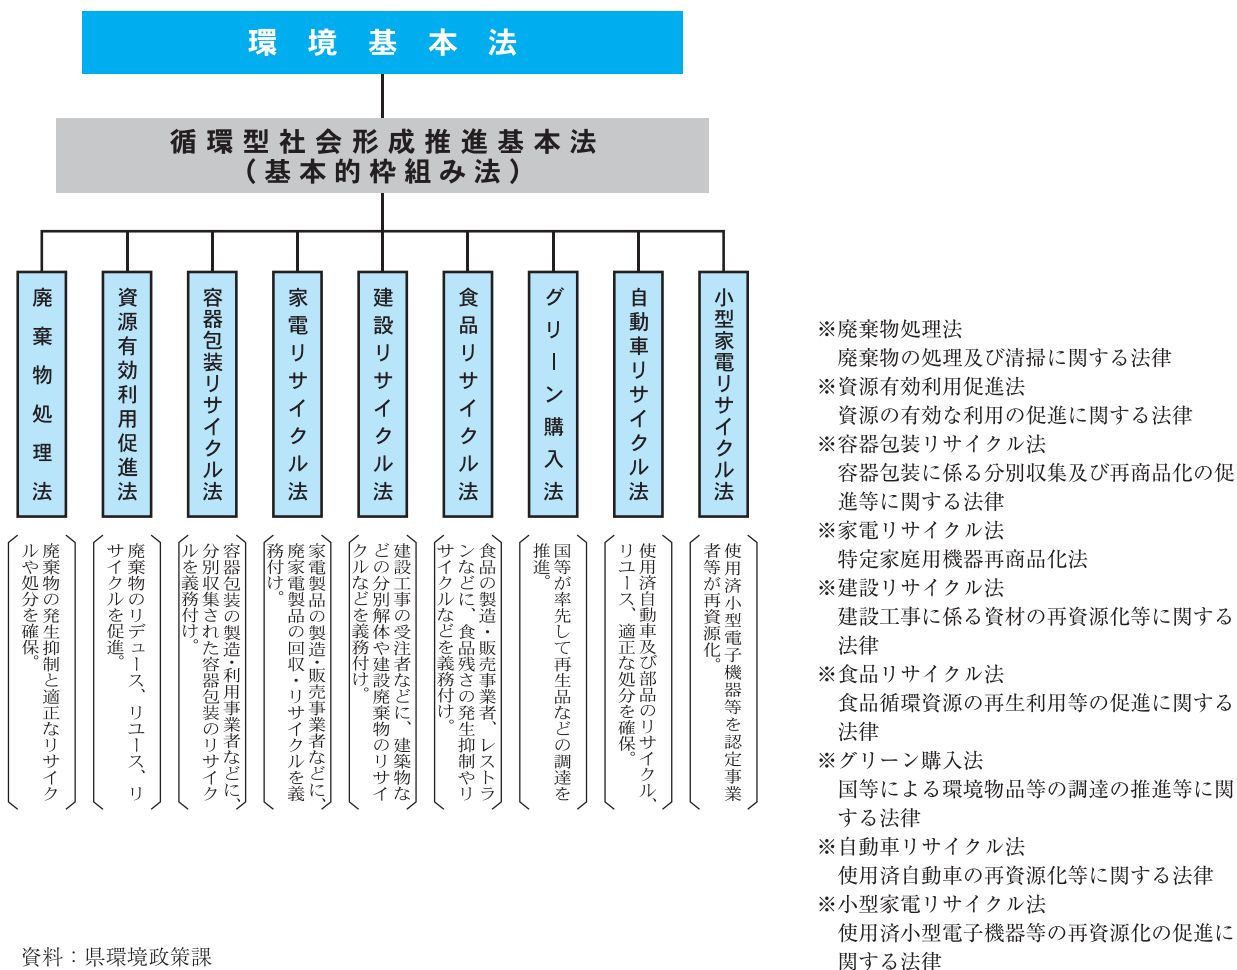 環境基本法
循環型社会形成推進基本法
（基本的枠組み法）
廃棄物処理法
資源有効利用促進法
容器包装リサイクル法
家電リサイクル法
建設リサイクル法
食品リサイクル法
グリーン購入法
自動車リサイクル法
小型家電リサイクル法
廃棄物の発生抑制と適正なリサイク
ルや処分を確保。
廃棄物のリデュース、リユース、リ
サイクルを促進。
容器包装の製造・利用事業者などに、
分別収集された容器包装のリサイク
ルを義務付け。
家電製品の製造・販売事業者などに、
廃家電製品の回収・リサイクルを義
務付け。
建設工事の受注者などに、建築物な
どの分別解体や建設廃棄物のリサイ
クルなどを義務付け。
食品の製造・販売事業者、レストラ
ンなどに、食品残さの発生抑制やリ
サイクルなどを義務付け。
国等が率先して再生品などの調達を
推進。
使用済自動車及び部品のリサイクル、
リユース、適正な処分を確保。
使用済小型電子機器等を認定事業
者等が再資源化。
※廃棄物処理法
廃棄物の処理及び清掃に関する法律
※資源有効利用促進法
資源の有効な利用の促進に関する法律
※容器包装リサイクル法
容器包装に係る分別収集及び再商品化の促
進等に関する法律
※家電リサイクル法
特定家庭用機器再商品化法
※建設リサイクル法
建設工事に係る資材の再資源化等に関する
法律
※食品リサイクル法
食品循環資源の再生利用等の促進に関する
法律
※グリーン購入法
国等による環境物品等の調達の推進等に関
する法律
※自動車リサイクル法
使用済自動車の再資源化等に関する法律
※小型家電リサイクル法
使用済小型電子機器等の再資源化の促進に
関する法律
資料：県環境政策課